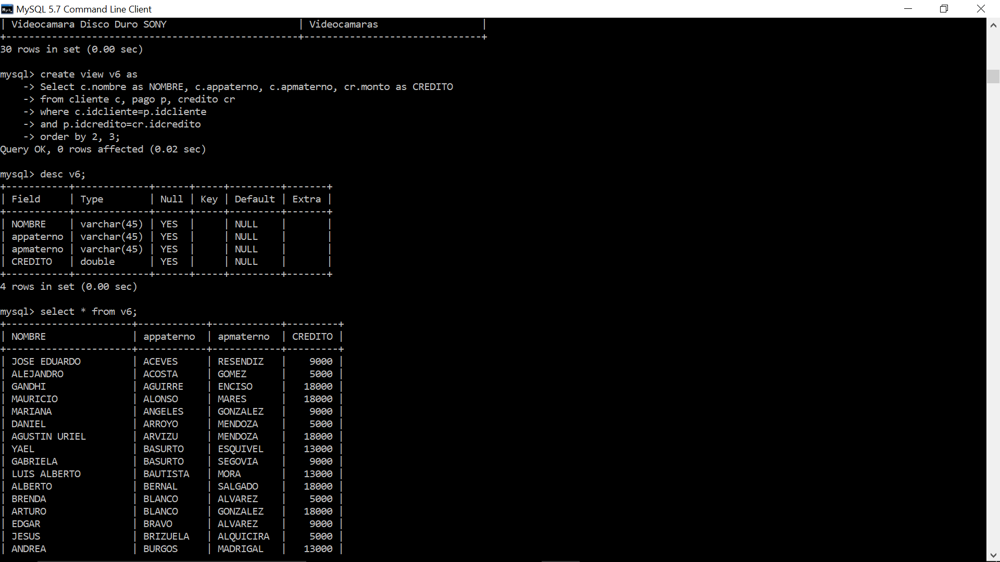 MySQL 5.7 Command Line Client
| Videocamara Disco Duro SONY                       | Videocamaras                  |
+---------------------------------------------------+-------------------------------+
30 rows in set (0.00 sec)
mysql> create view v6 as
    -> Select c.nombre as NOMBRE, c.appaterno, c.apmaterno, cr.monto as CREDITO
    -> from cliente c, pago p, credito cr
    -> where c.idcliente=p.idcliente
    -> and p.idcredito=cr.idcredito
    -> order by 2, 3;
Query OK, 0 rows affected (0.02 sec)
mysql> desc v6;
+-----------+-------------+------+-----+---------+-------+
| Field     | Type        | Null | Key | Default | Extra |
+-----------+-------------+------+-----+---------+-------+
| NOMBRE    | varchar(45) | YES  |     | NULL    |       |
| appaterno | varchar(45) | YES  |     | NULL    |       |
| apmaterno | varchar(45) | YES  |     | NULL    |       |
| CREDITO   | double      | YES  |     | NULL    |       |
+-----------+-------------+------+-----+---------+-------+
4 rows in set (0.00 sec)
mysql> select * from v6;
+----------------------+------------+------------+---------+
| NOMBRE               | appaterno  | apmaterno  | CREDITO |
+----------------------+------------+------------+---------+
| JOSE EDUARDO         | ACEVES     | RESENDIZ   |    9000 |
| ALEJANDRO            | ACOSTA     | GOMEZ      |    5000 |
| GANDHI               | AGUIRRE    | ENCISO     |   18000 |
| MAURICIO             | ALONSO     | MARES      |   18000 |
| MARIANA              | ANGELES    | GONZALEZ   |    9000 |
| DANIEL               | ARROYO     | MENDOZA    |    5000 |
| AGUSTIN URIEL        | ARVIZU     | MENDOZA    |   18000 |
| YAEL                 | BASURTO    | ESQUIVEL   |   13000 |
| GABRIELA             | BASURTO    | SEGOVIA    |    9000 |
| LUIS ALBERTO         | BAUTISTA   | MORA       |   13000 |
| ALBERTO              | BERNAL     | SALGADO    |   18000 |
| BRENDA               | BLANCO     | ALVAREZ    |    5000 |
| ARTURO               | BLANCO     | GONZALEZ   |   18000 |
| EDGAR                | BRAVO      | ALVAREZ    |    9000 |
| JESUS                | BRIZUELA   | ALQUICIRA  |    5000 |
| ANDREA               | BURGOS     | MADRIGAL   |   13000 |